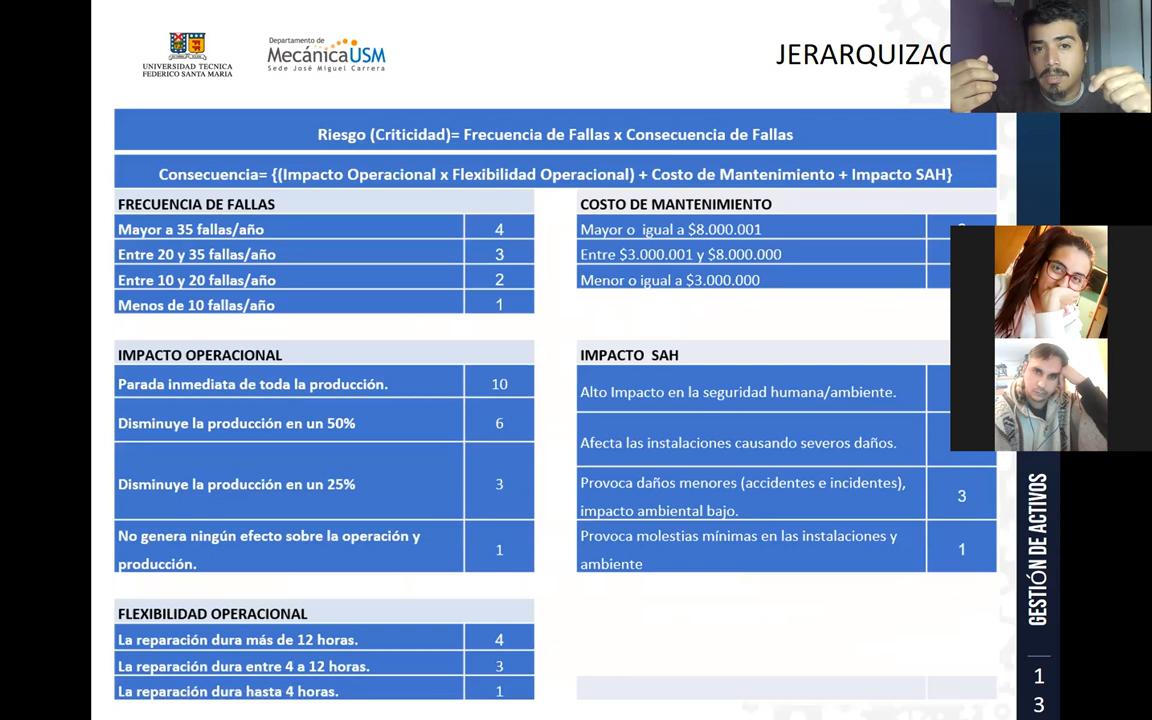 UNIVERSIDAD TECNICA
FEDERICO SANTA MARIA
Departamento de
MecánicaUSM
Sede José Miguel Carrera
Riesgo (Criticidad)= Frecuencia de Fallas x Consecuencia de Fallas
Consecuencia= {(Impacto Operacional x Flexibilidad Operacional) + Costo de Mantenimiento + Impacto SAH}
FRECUENCIA DE FALLAS
Mayor a 35 fallas/año 4
Entre 20 y 35 fallas/año 3
Entre 10 y 20 fallas/año 2
Menos de 10 fallas/año 1
COSTO DE MANTENIMIENTO
Mayor o igual a $8.000.001
Entre $3.000.001 y $8.000.000
Menor o igual a $3.000.000
IMPACTO OPERACIONAL
Parada inmediata de toda la producción. 10
Disminuye la producción en un 50% 6
Disminuye la producción en un 25% 3
No genera ningún efecto sobre la operación y
producción. 1
IMPACTO SAH
Alto Impacto en la seguridad humana/ambiente.
Afecta las instalaciones causando severos daños.
Provoca daños menores (accidentes e incidentes),
impacto ambiental bajo. 3
Provoca molestias mínimas en las instalaciones y
ambiente 1
FLEXIBILIDAD OPERACIONAL
La reparación dura más de 12 horas. 4
La reparación dura entre 4 a 12 horas. 3
La reparación dura hasta 4 horas. 1
GESTIÓN DE ACTIVOS
1
3